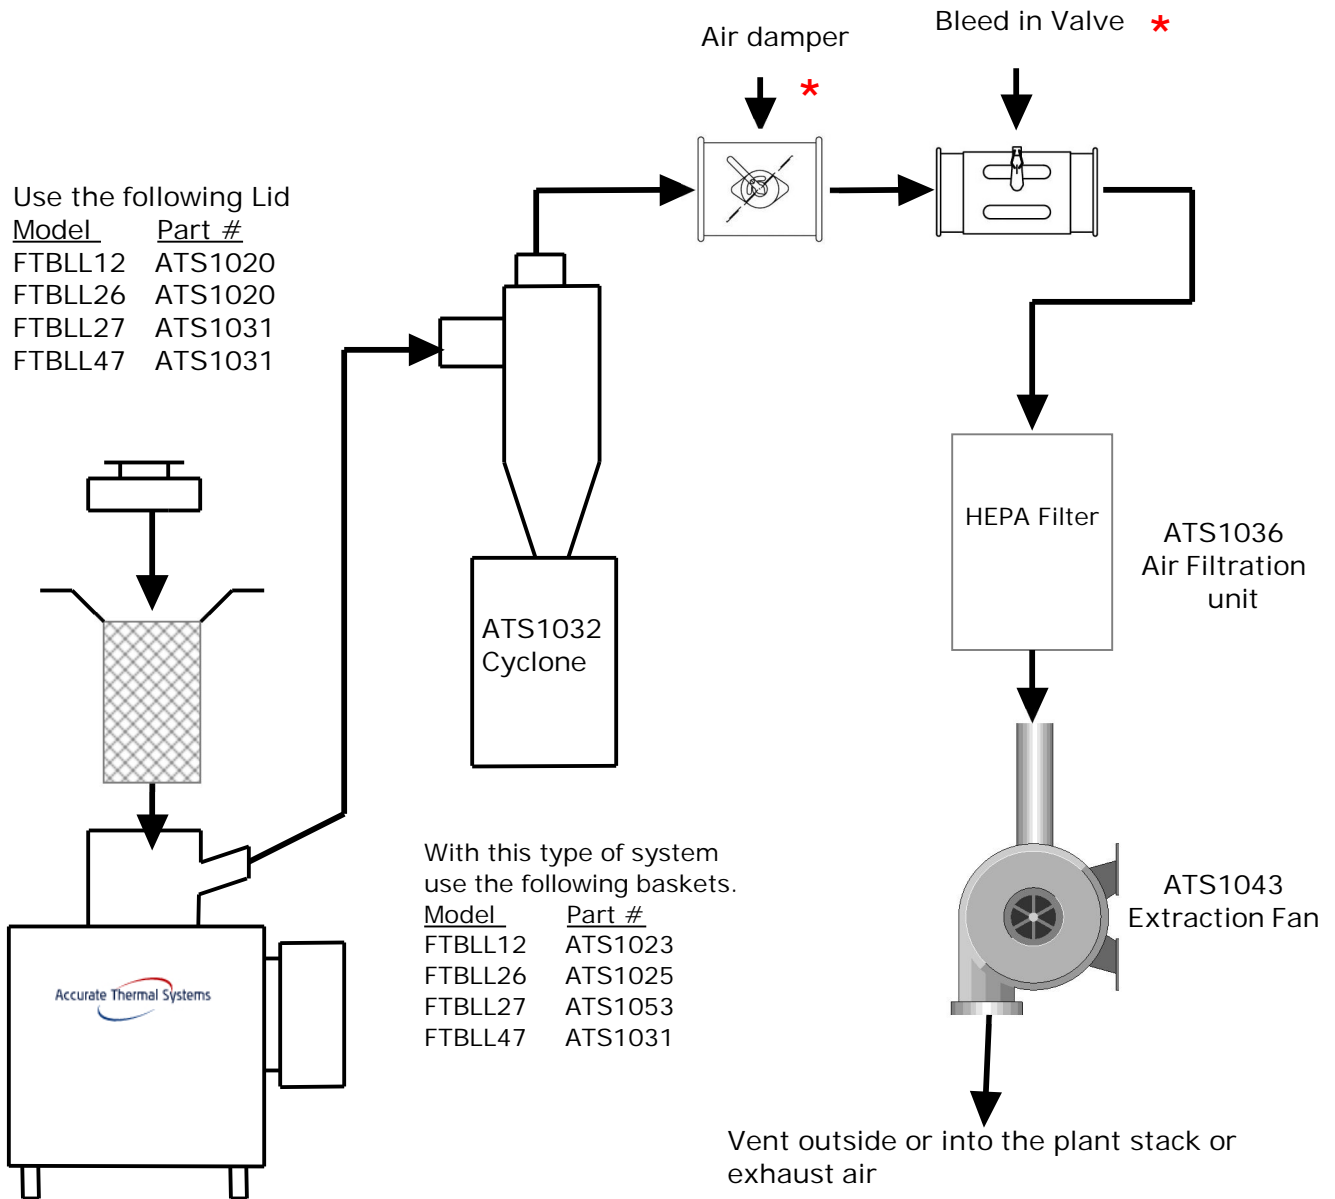 Air damper
*
Bleed in Valve *
Use the following Lid
Model Part #
FTBLL12 ATS1020
FTBLL26 ATS1020
FTBLL27 ATS1031
FTBLL47 ATS1031
HEPA Filter
ATS1036
Air Filtration
unit
ATS1032
Cyclone
With this type of system
use the following baskets.
Model Part #
FTBLL12 ATS1023
FTBLL26 ATS1025
FTBLL27 ATS1053
FTBLL47 ATS1031
ATS1043
Extraction Fan
Accurate Thermal Systems
Vent outside or into the plant stack or
exhaust air